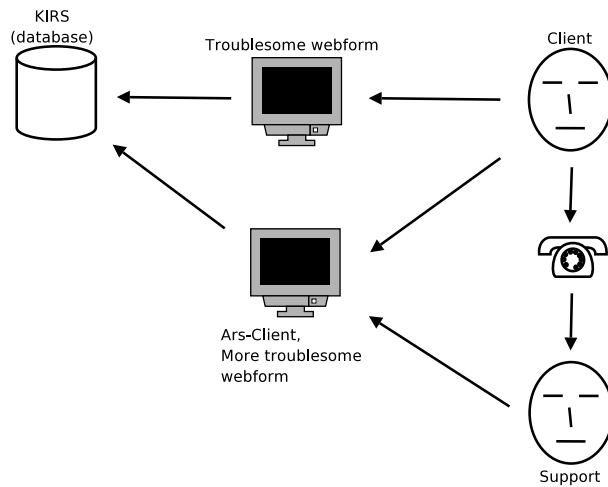 KIRS
(database)
Troublesome webform
Client
Ars-Client,
More troublesome
webform
Support